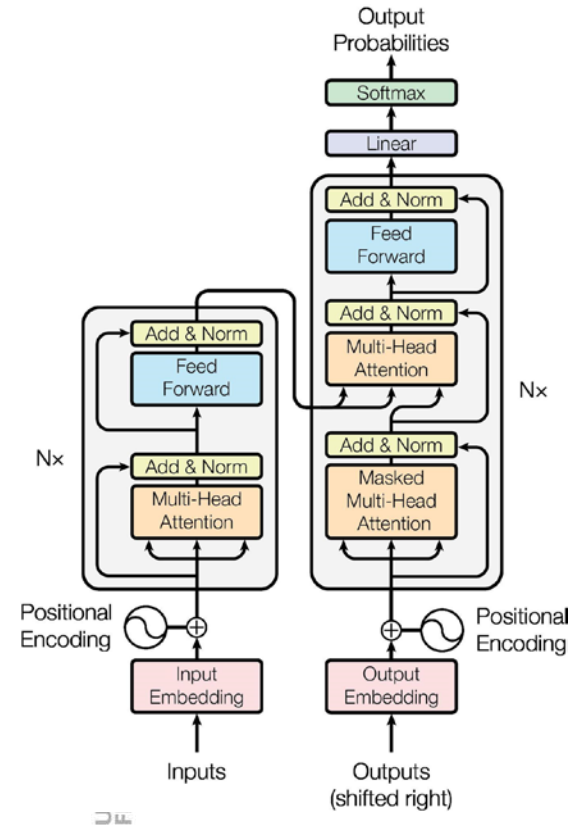 Output
Probabilities
Softmax
Linear
Add & Norm
Feed
Forward
Add & Norm
Multi-Head
Attention
Nx
Add & Norm
Masked
Multi-Head
Attention
Add & Norm
Feed
Forward
Nx
Add & Norm
Multi-Head
Attention
Positional
Encoding
Positional
Encoding
Input
Embedding
Output
Embedding
Inputs
Outputs
(shifted right)